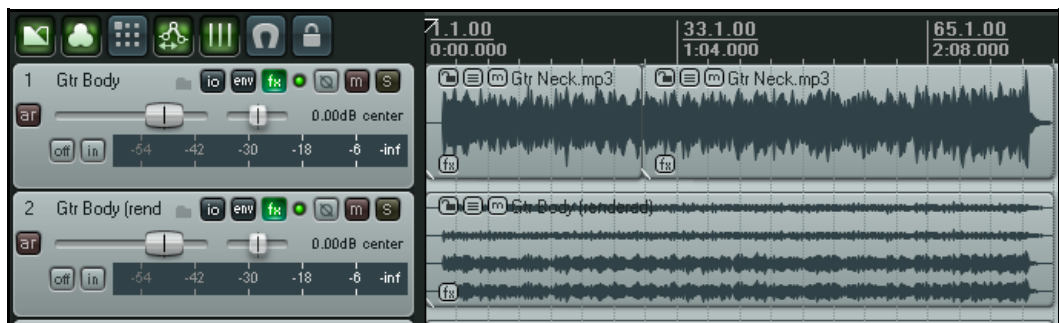 1.1.00 33.1.00 65.1.00
0:00.000 1:04.000 2:08.000
1 Gtr Body io env fx m S
ar 0.00dB center
off in -54 -42 -30 -18 -6 -inf
m Gtr Neck.mp3 m Gtr Neck.mp3
fx fx
2 Gtr Body (rend io env fx m S
ar 0.00dB center
off in -54 -42 -30 -18 -6 -inf
m Gtr Body (rendered)
fx